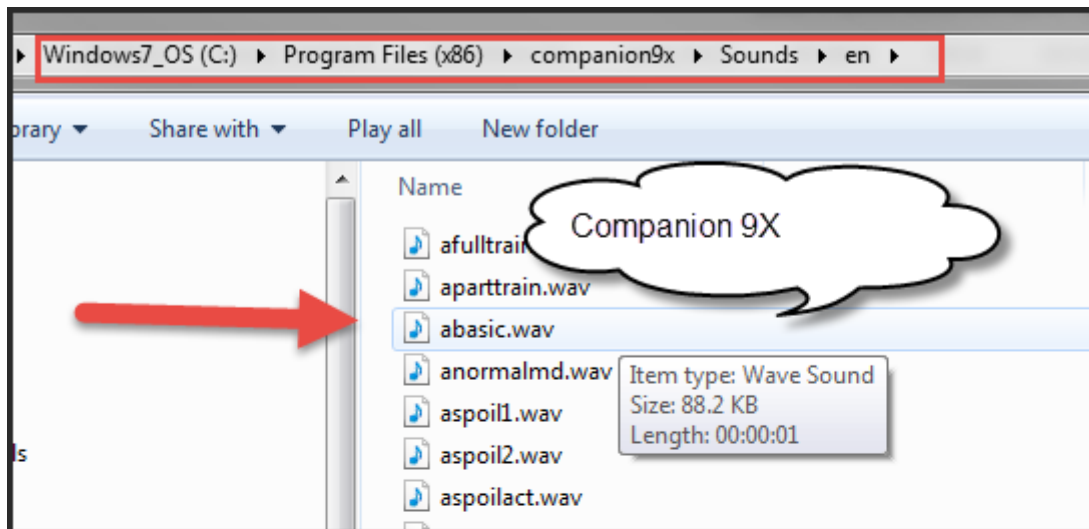 Windows7_OS (C:) ▸ Program Files (x86) ▸ companion9x ▸ Sounds ▸ en ▸
Share with Play all New folder
Name
Companion 9X
aparttrain.wav
abasic.wav
anormalmd.wav
Item type: Wave Sound
Size: 88.2 KB
Length: 00:00:01
aspoil1.wav
aspoil2.wav
aspoilact.wav